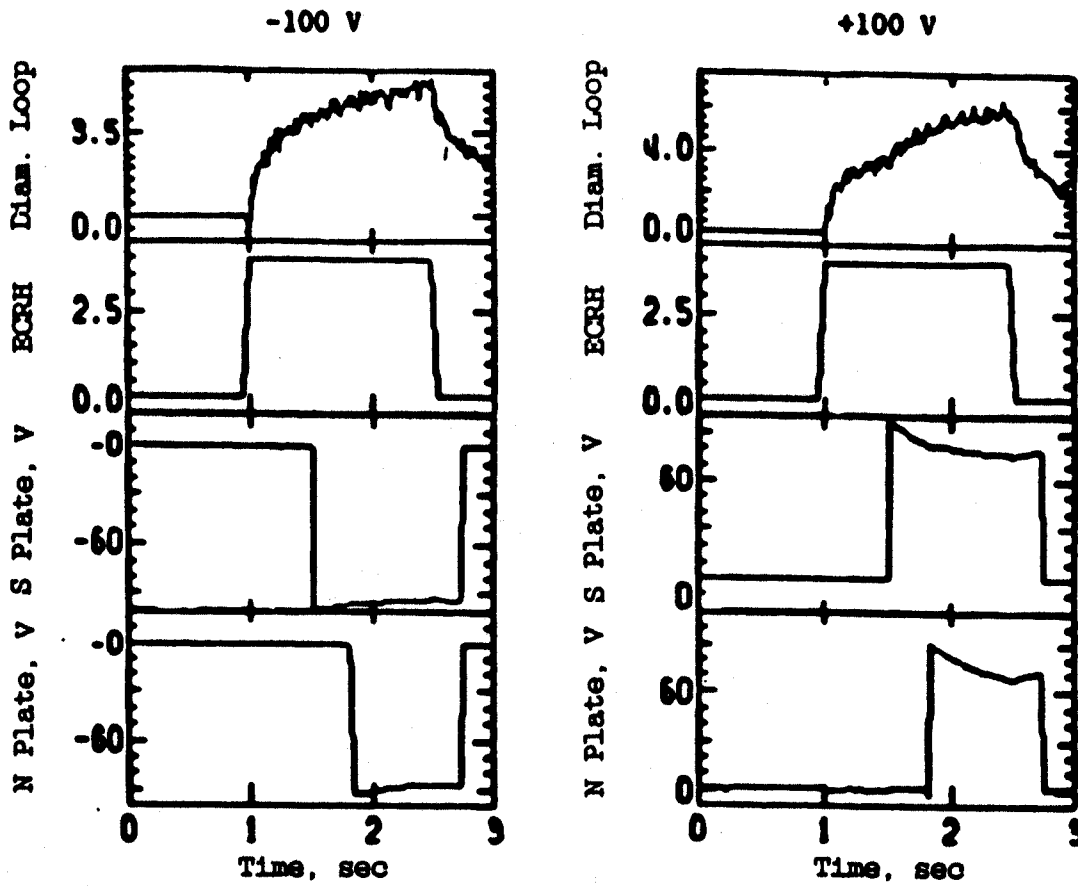 -100 V
Diam. Loop
3.5
0.0
ECRH
2.5
0.0
S Plate, V
-0
-60
N Plate, V
-0
-60
0 1 2 3
Time, sec
+100 V
Diam. Loop
4.0
0.0
ECRH
2.5
0.0
S Plate, V
60
0
N Plate, V
60
0
0 1 2 3
Time, sec